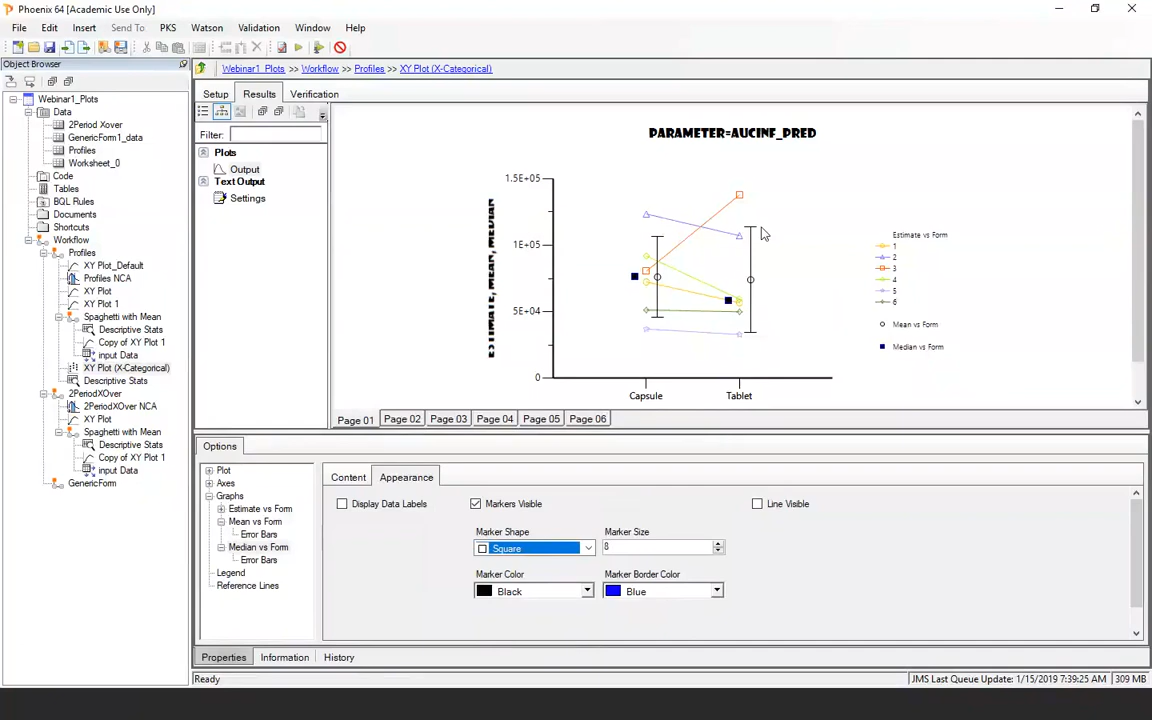 Phoenix 64 [Academic Use Only]
File Edit Insert Send To PKS Watson Validation Window Help
Object Browser
Webinar1_Plots
Data
2Period Xover
GenericForm1_data
Profiles
Worksheet_0
Code
Tables
BQL Rules
Documents
Shortcuts
Workflow
Profiles
XY Plot_Default
Profiles NCA
XY Plot
XY Plot 1
Spaghetti with Mean
Descriptive Stats
Copy of XY Plot 1
input Data
XY Plot (X-Categorical)
Descriptive Stats
2PeriodXOver
2PeriodXOver NCA
XY Plot
Spaghetti with Mean
Descriptive Stats
Copy of XY Plot 1
input Data
GenericForm
Webinar1_Plots >> Workflow >> Profiles >> XY Plot (X-Categorical)
Setup Results Verification
Filter:
Plots
Output
Text Output
Settings
PARAMETER=AUCINF_PRED
ESTIMATE, MEAN, MEDIAN
1.5E+05
1E+05
5E+04
0
Capsule Tablet
Estimate vs Form
1
2
3
4
5
6
Mean vs Form
Median vs Form
Page 01 Page 02 Page 03 Page 04 Page 05 Page 06
Options
Plot
Axes
Graphs
Estimate vs Form
Mean vs Form
Error Bars
Median vs Form
Error Bars
Legend
Reference Lines
Content Appearance
Display Data Labels Markers Visible Line Visible
Marker Shape Marker Size
Square 8
Marker Color Marker Border Color
Black Blue
Properties Information History
Ready JMS Last Queue Update: 1/15/2019 7:39:25 AM 309 MB